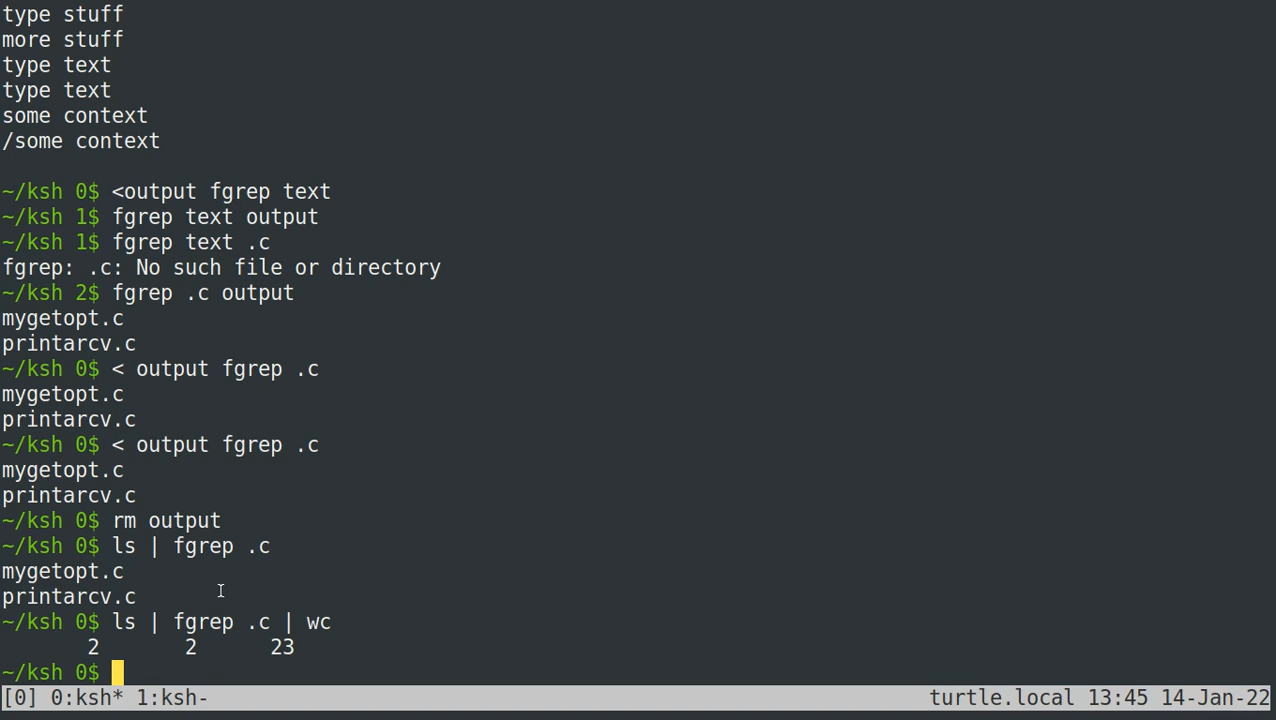 type stuff
more stuff
type text
type text
some context
/some context
~/ksh 0$ <output fgrep text
~/ksh 1$ fgrep text output
~/ksh 1$ fgrep text .c
fgrep: .c: No such file or directory
~/ksh 2$ fgrep .c output
mygetopt.c
printarcv.c
~/ksh 0$ < output fgrep .c
mygetopt.c
printarcv.c
~/ksh 0$ < output fgrep .c
mygetopt.c
printarcv.c
~/ksh 0$ rm output
~/ksh 0$ ls | fgrep .c
mygetopt.c
printarcv.c
~/ksh 0$ ls | fgrep .c | wc
2 2 23
~/ksh 0$
[0] 0:ksh* 1:ksh- turtle.local 13:45 14-Jan-22